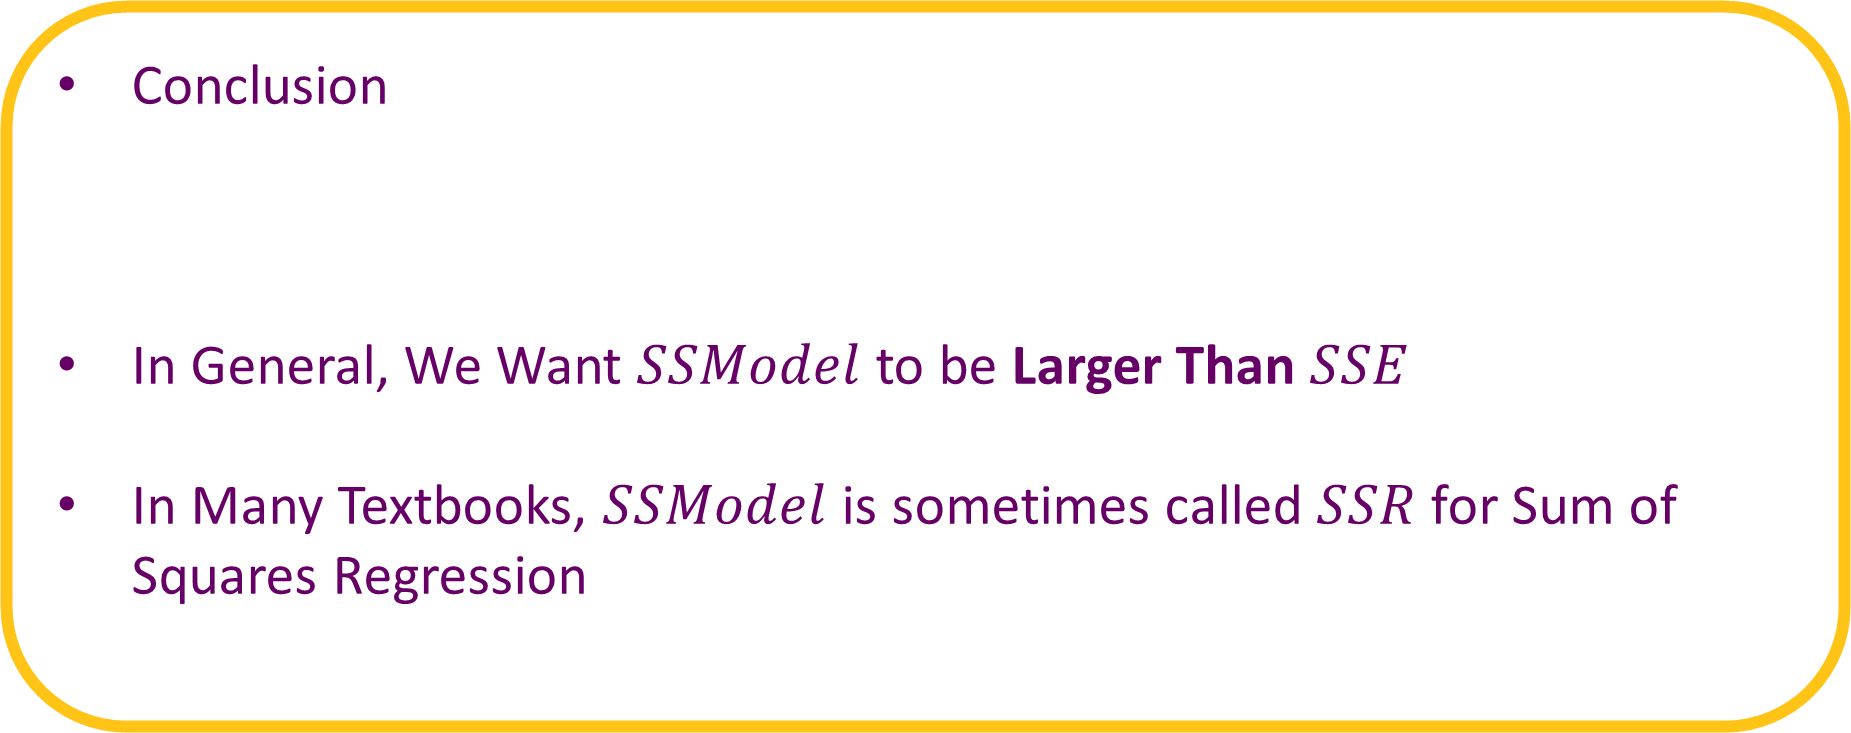 • Conclusion
• In General, We Want SSModel to be Larger Than SSE
• In Many Textbooks, SSModel is sometimes called SSR for Sum of
Squares Regression